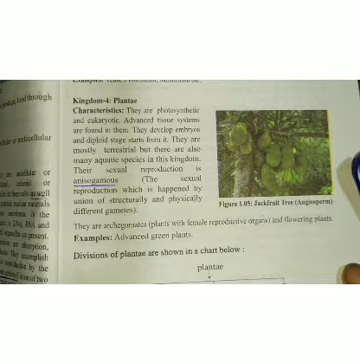 Kingdom-4: Plantae
Characteristics: They are photosynthetic
and eukaryotic. Advanced tissue systems
are found in them. They develop embryos
and diploid stage starts from it. They are
mostly terrestrial but there are also
many aquatic species in this kingdom.
Their sexual reproduction is
anisogamous (The sexual
reproduction which is happened by
union of structurally and physically
different gametes).
Figure 1.05: Jackfruit Tree (Angiosperm)
They are archegoniates (plants with female reproductive organs) and flowering plants.
Examples: Advanced green plants.
Divisions of plantae are shown in a chart below :
plantae